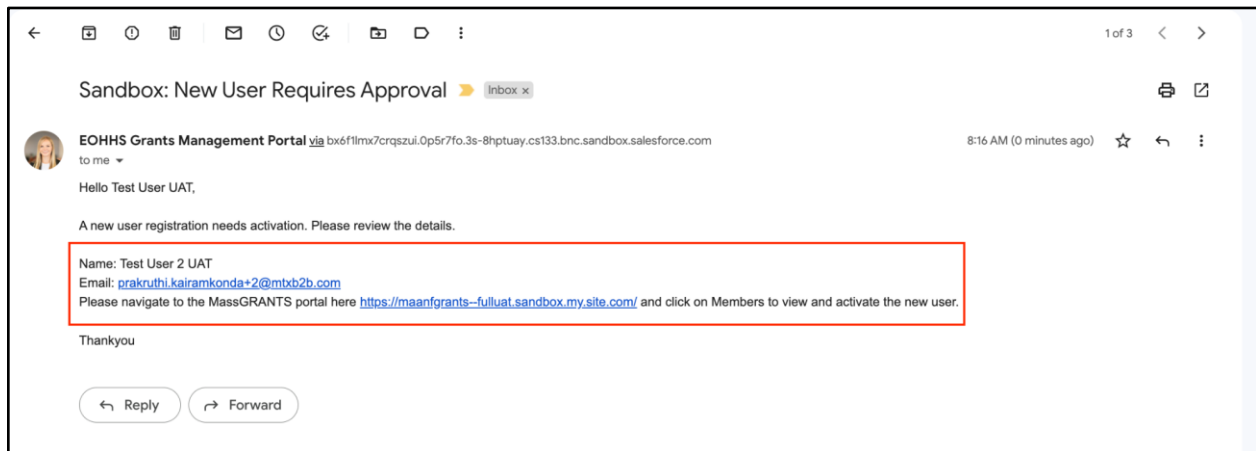 1 of 3
Sandbox: New User Requires Approval Inbox ×
EOHHS Grants Management Portal via bx6f1lmx7crqszui.0p5r7fo.3s-8hptuay.cs133.bnc.sandbox.salesforce.com 8:16 AM (0 minutes ago)
to me
Hello Test User UAT,
A new user registration needs activation. Please review the details.
Name: Test User 2 UAT
Email: prakruthi.kairamkonda+2@mtxb2b.com
Please navigate to the MassGRANTS portal here https://maanfgrants--fulluat.sandbox.my.site.com/ and click on Members to view and activate the new user.
Thankyou
Reply Forward